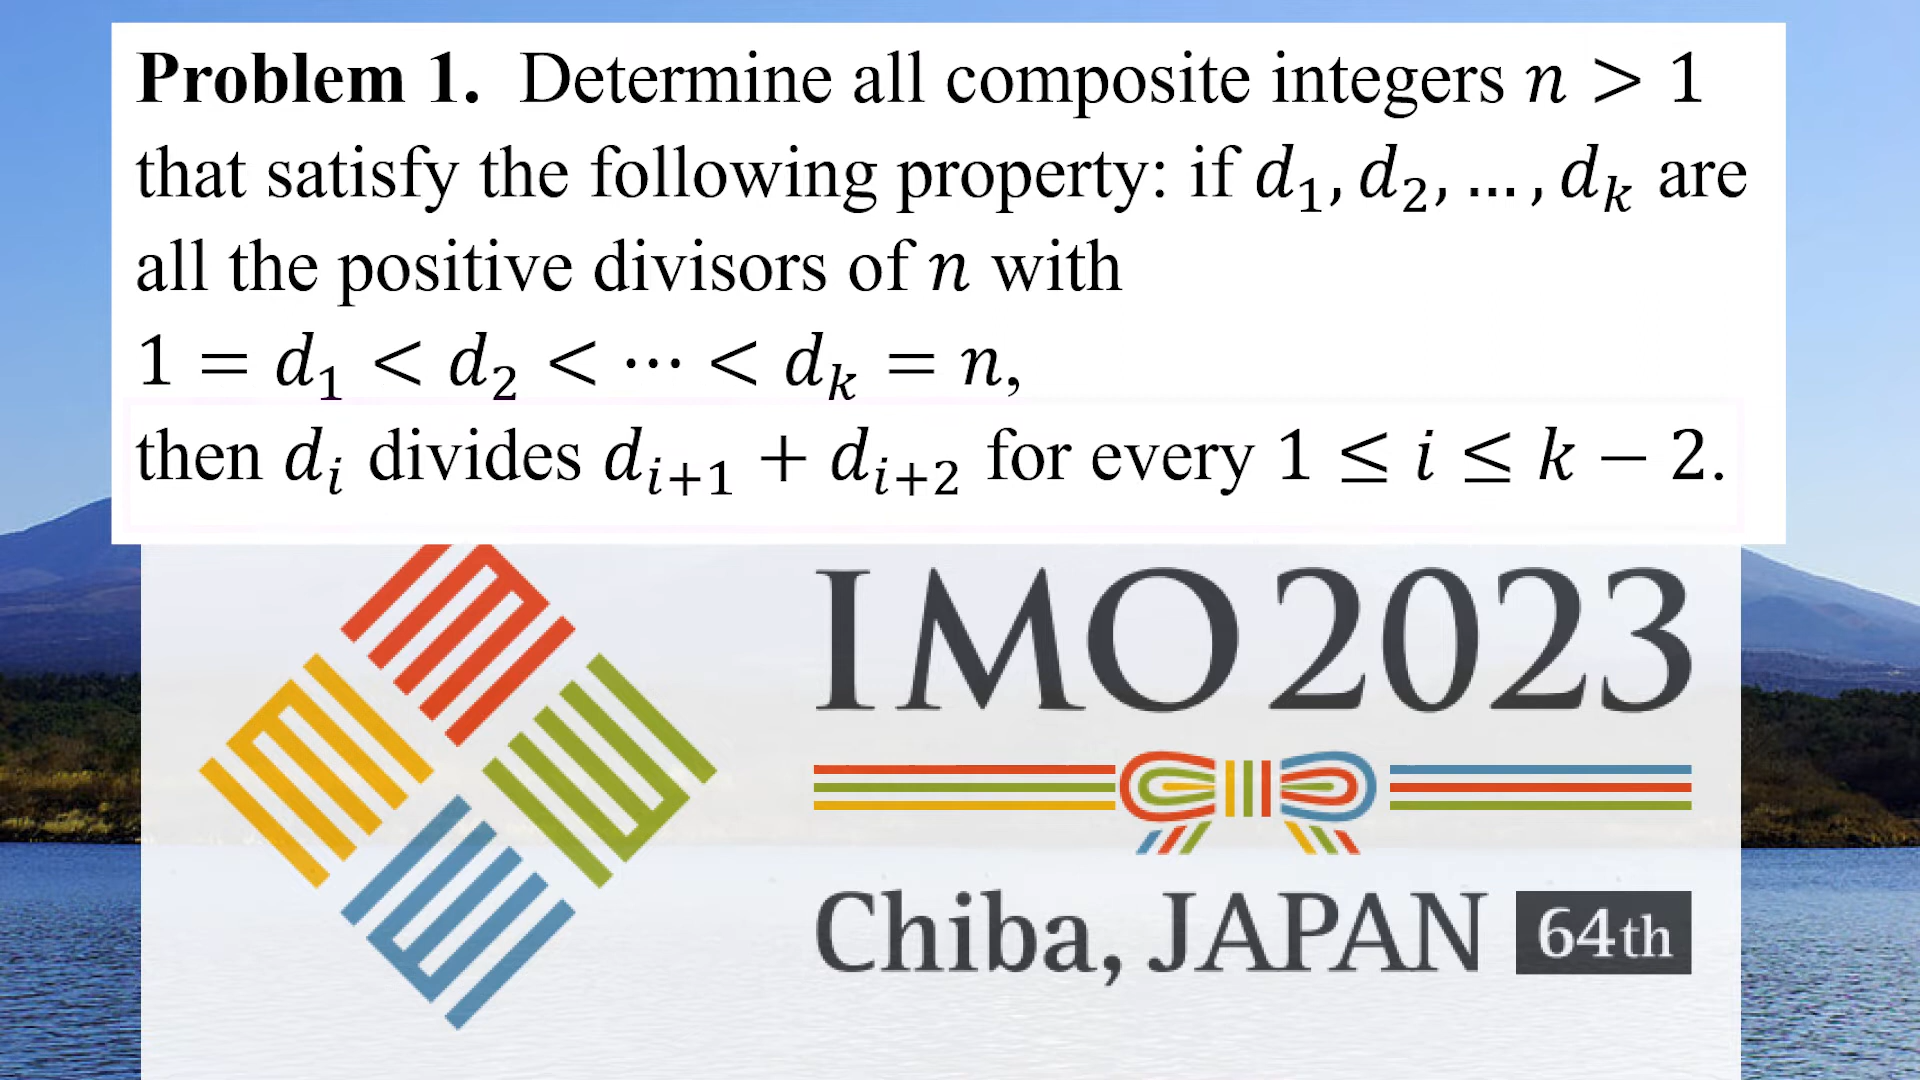 Problem 1. Determine all composite integers n > 1
that satisfy the following property: if d₁, d₂, ..., dₖ are
all the positive divisors of n with
1 = d₁ < d₂ < ⋯ < dₖ = n,
then dᵢ divides dᵢ₊₁ + dᵢ₊₂ for every 1 ≤ i ≤ k − 2.
IMO 2023
Chiba, JAPAN 64th